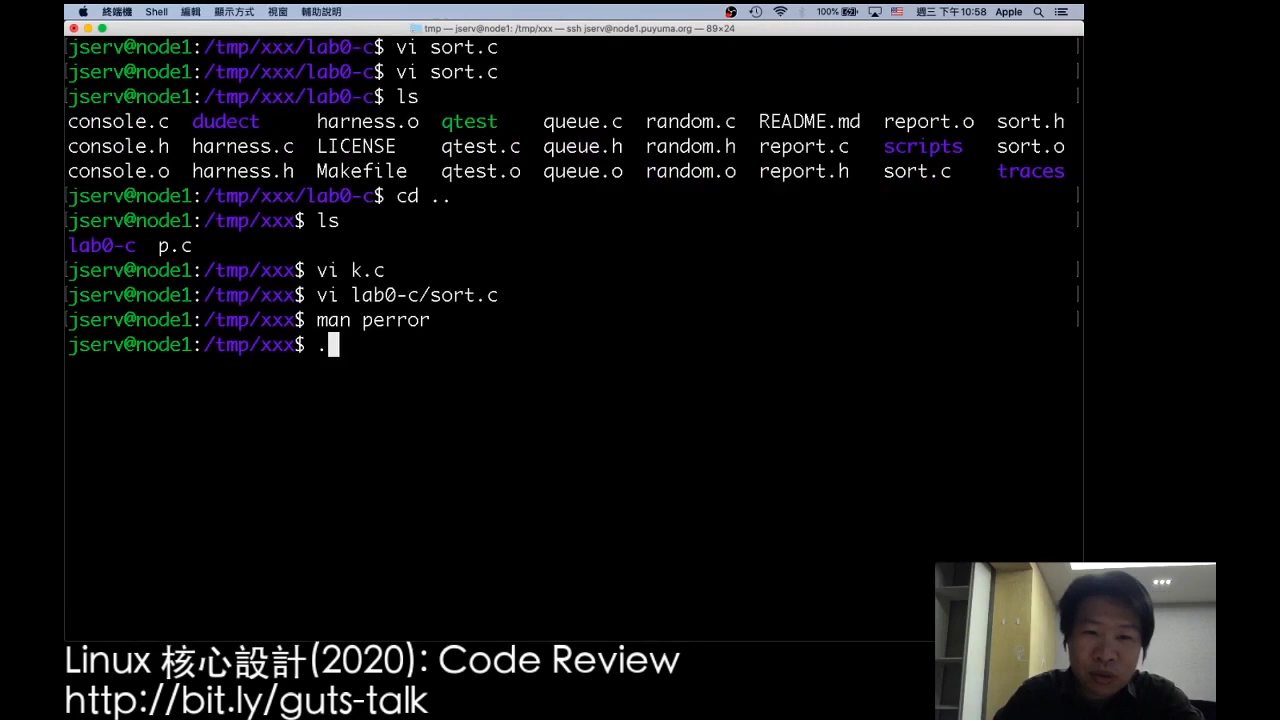 終端機 Shell 編輯 顯示方式 視窗 輔助說明 100% 週三 下午10:58 Apple
tmp — jserv@node1: /tmp/xxx — ssh jserv@node1.puyuma.org — 89×24
jserv@node1:/tmp/xxx/lab0-c$ vi sort.c
jserv@node1:/tmp/xxx/lab0-c$ vi sort.c
jserv@node1:/tmp/xxx/lab0-c$ ls
console.c dudect harness.o qtest queue.c random.c README.md report.o sort.h
console.h harness.c LICENSE qtest.c queue.h random.h report.c scripts sort.o
console.o harness.h Makefile qtest.o queue.o random.o report.h sort.c traces
jserv@node1:/tmp/xxx/lab0-c$ cd ..
jserv@node1:/tmp/xxx$ ls
lab0-c p.c
jserv@node1:/tmp/xxx$ vi k.c
jserv@node1:/tmp/xxx$ vi lab0-c/sort.c
jserv@node1:/tmp/xxx$ man perror
jserv@node1:/tmp/xxx$ .
Linux 核心設計(2020): Code Review
http://bit.ly/guts-talk